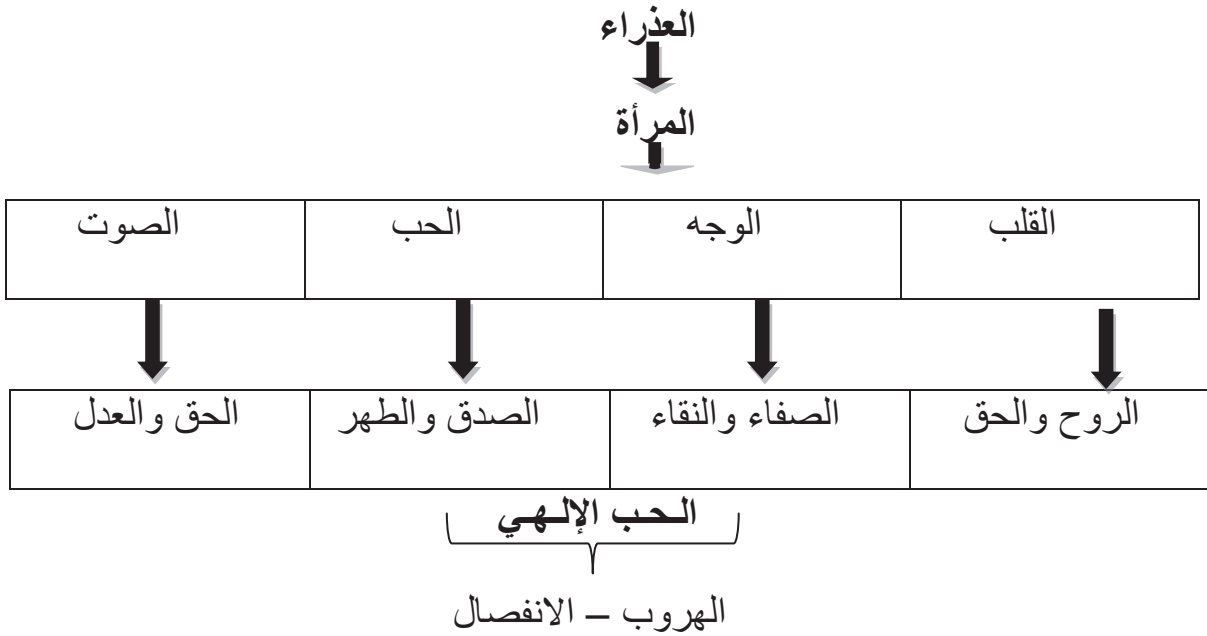 العذراء
المرأة
القلب الوجه الحب الصوت
الروح والحق الصفاء والنقاء الصدق والطهر الحق والعدل
الحب الإلهي
الهروب – الانفصال